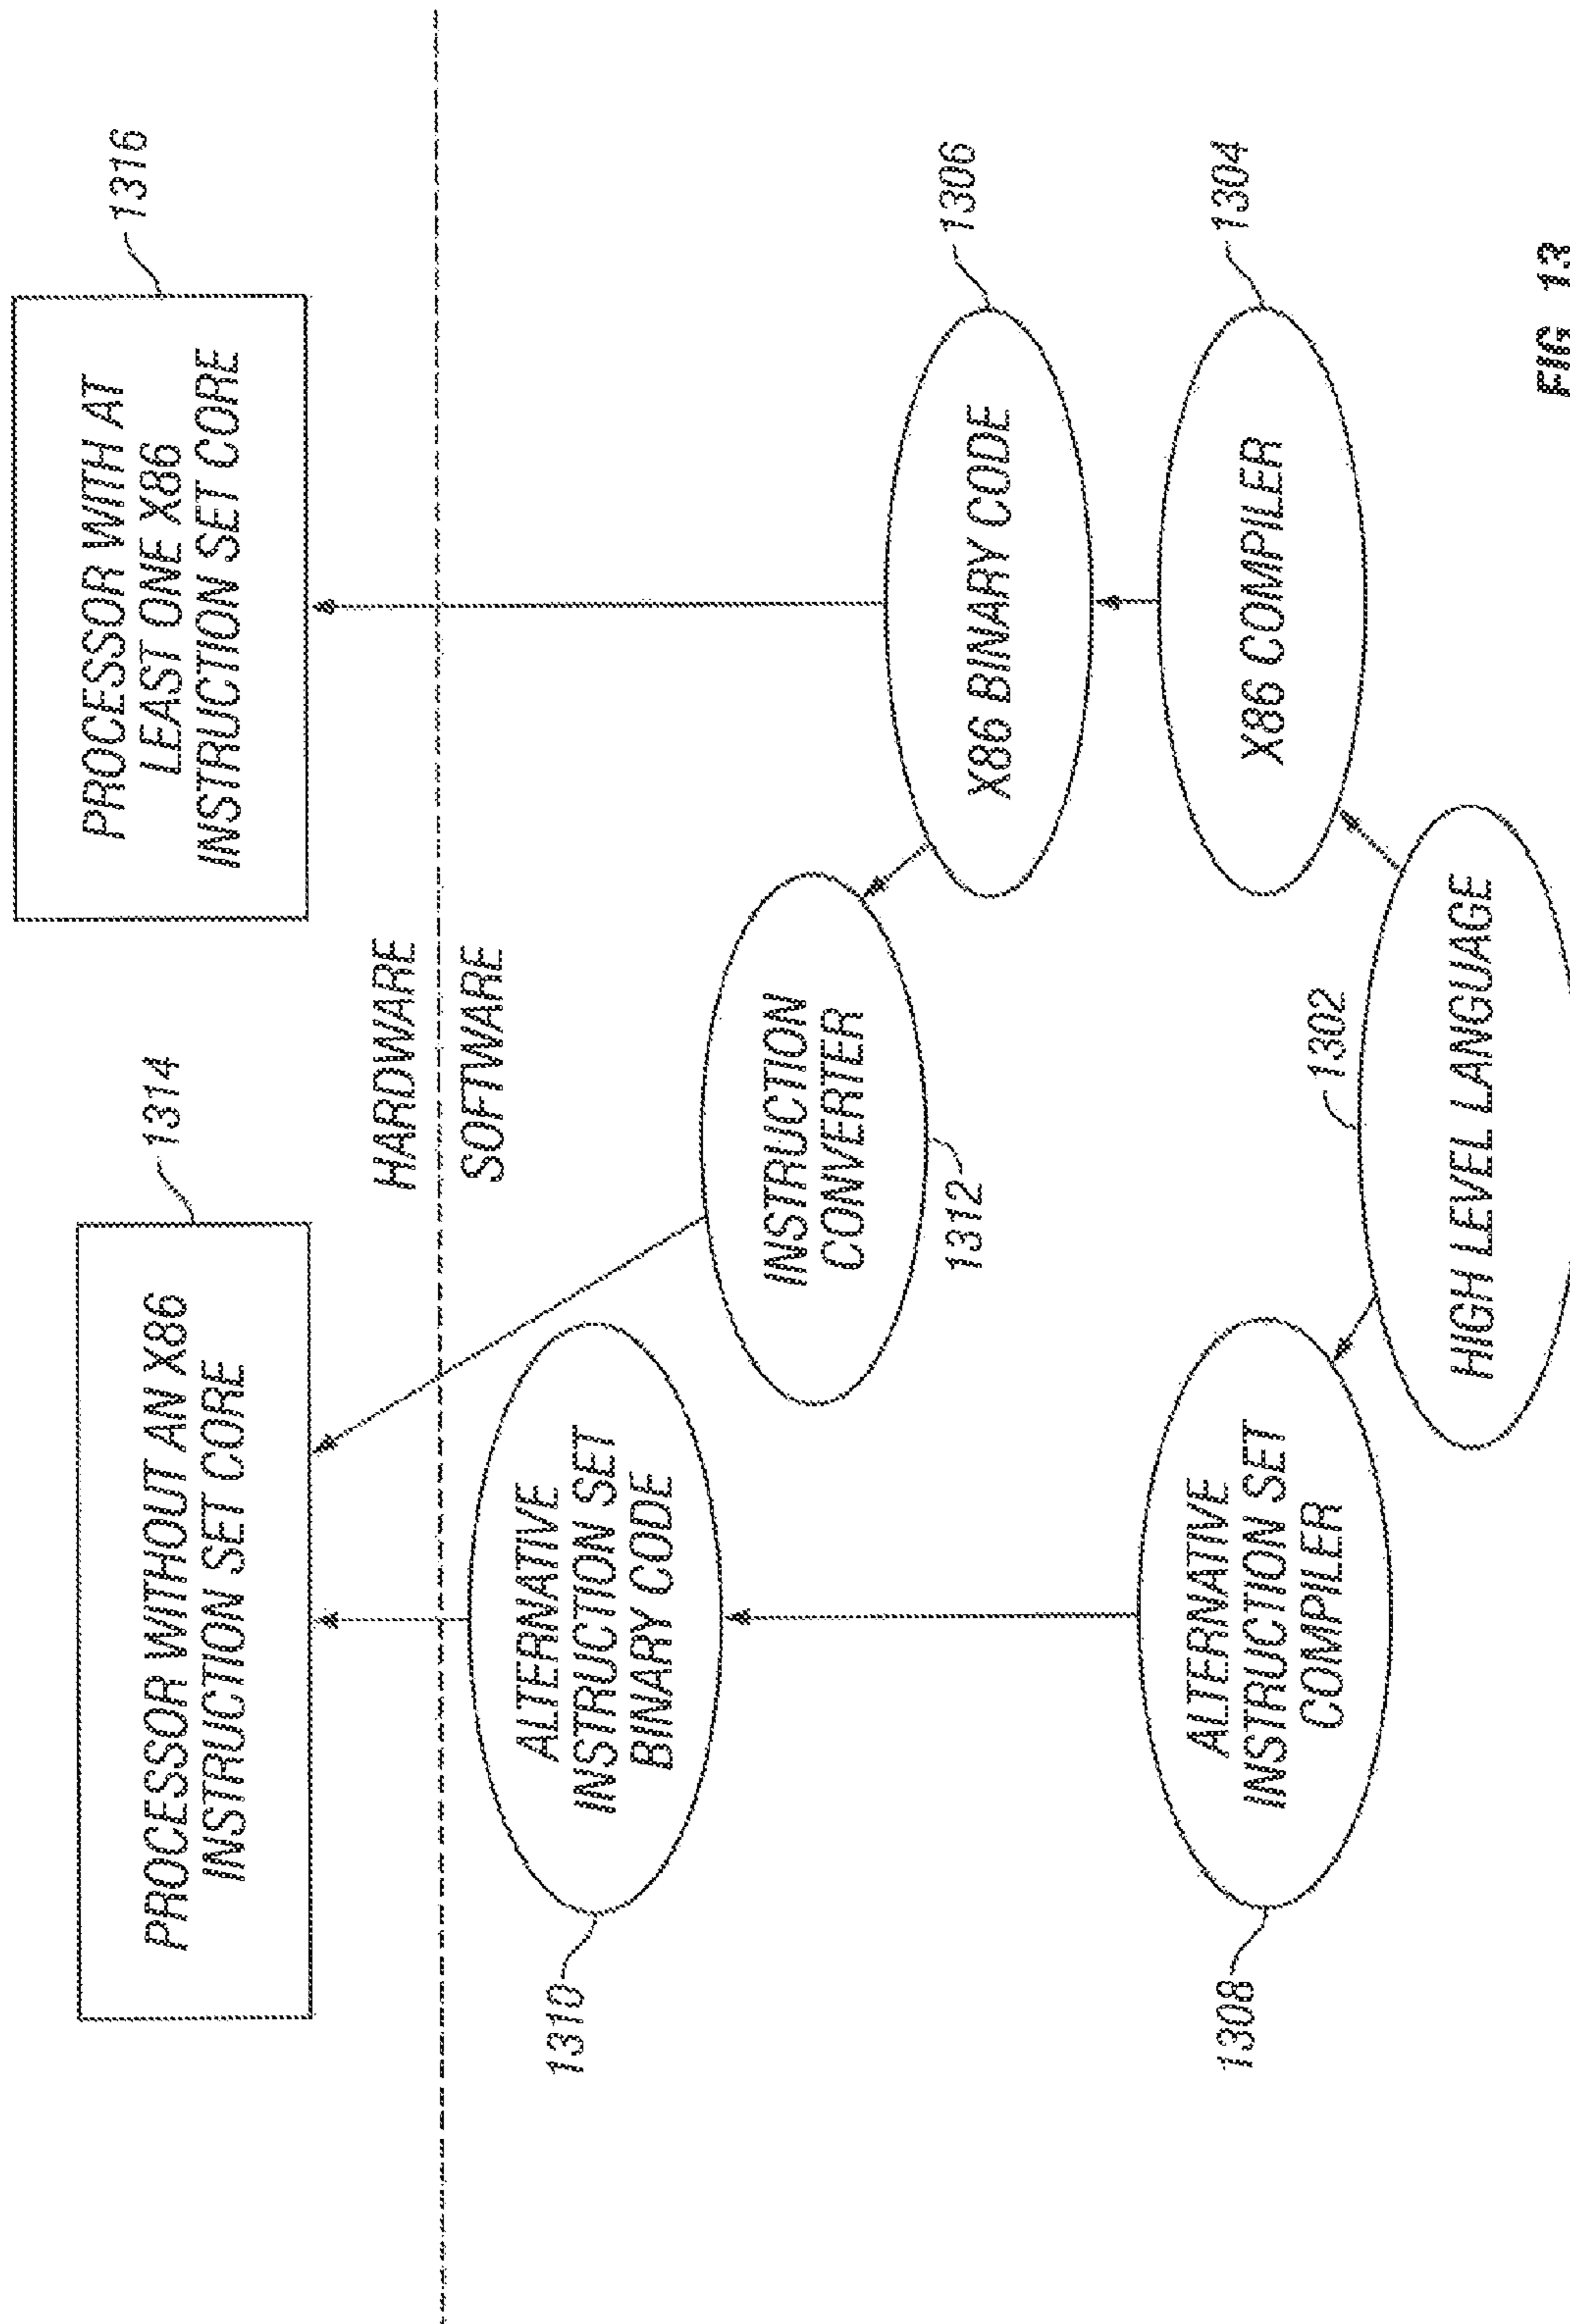 PROCESSOR WITHOUT AN X86
INSTRUCTION SET CORE
1314
PROCESSOR WITH AT
LEAST ONE X86
INSTRUCTION SET CORE
1316
HARDWARE
SOFTWARE
1310
ALTERNATIVE
INSTRUCTION SET
BINARY CODE
INSTRUCTION
CONVERTER
1312
X86 BINARY CODE
1306
1308
ALTERNATIVE
INSTRUCTION SET
COMPILER
X86 COMPILER
1304
1302
HIGH LEVEL LANGUAGE
FIG. 13